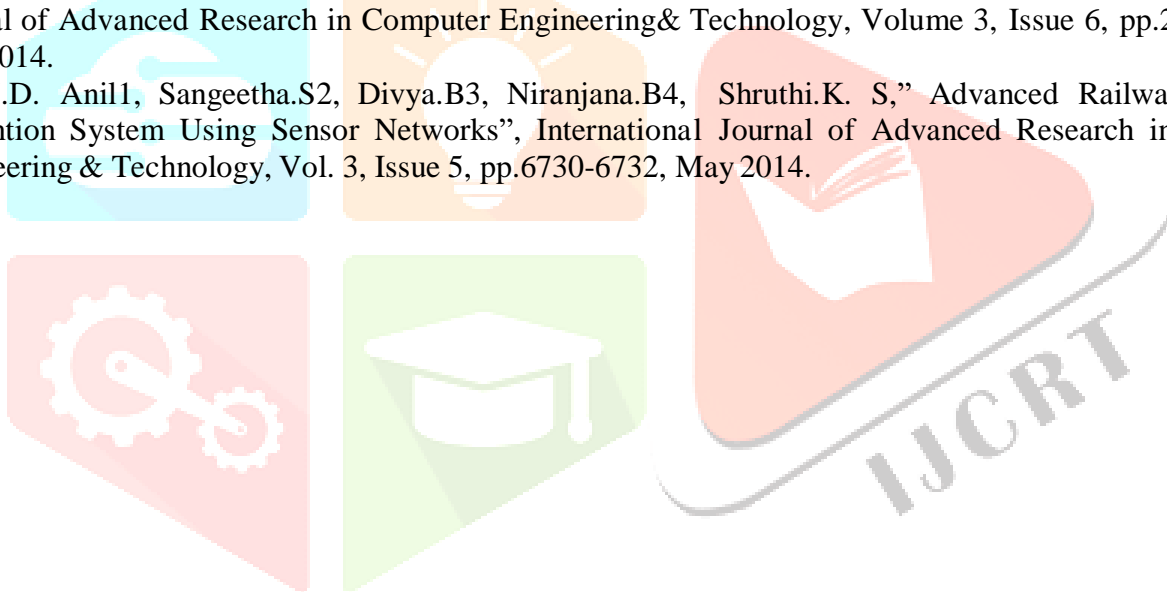 al of Advanced Research in Computer Engineering& Technology, Volume 3, Issue 6, pp.2
014.
.D. Anil1, Sangeetha.S2, Divya.B3, Niranjana.B4, Shruthi.K. S,” Advanced Railwa
ntion System Using Sensor Networks”, International Journal of Advanced Research in
eering & Technology, Vol. 3, Issue 5, pp.6730-6732, May 2014.
IJCRT